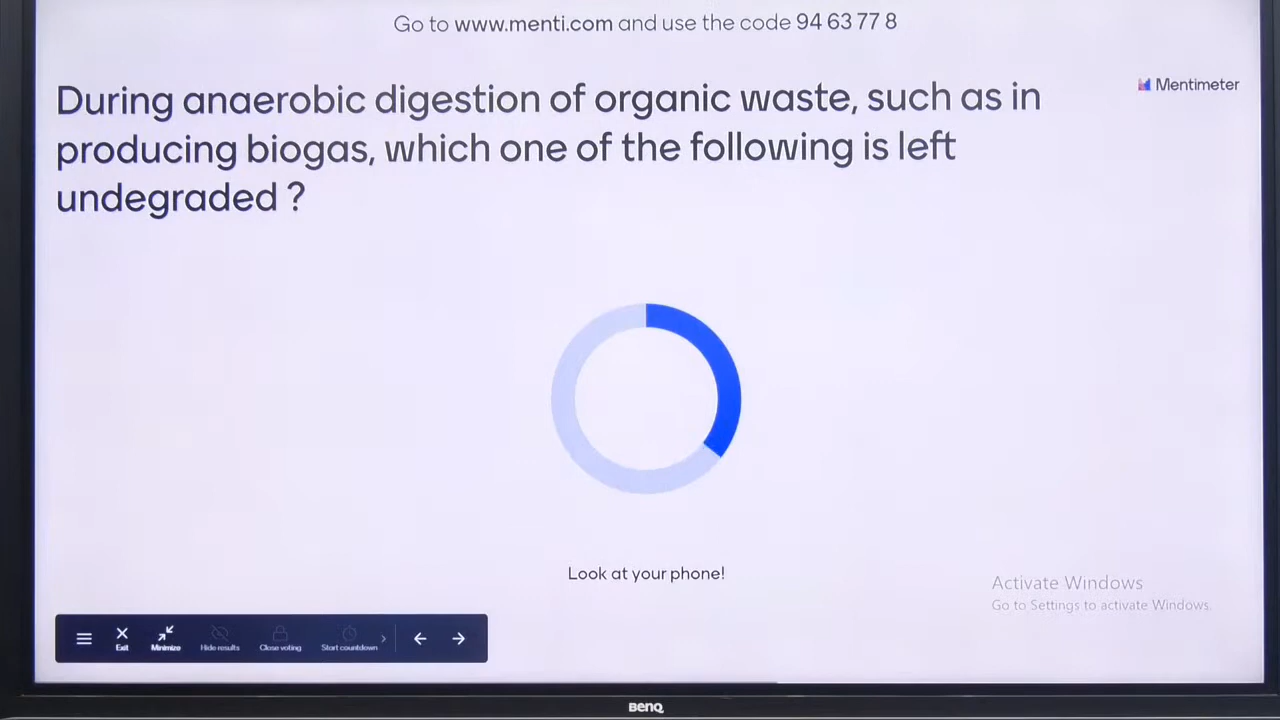 Go to www.menti.com and use the code 94 63 77 8
Mentimeter
During anaerobic digestion of organic waste, such as in
producing biogas, which one of the following is left
undegraded ?
Look at your phone!
Activate Windows
Go to Settings to activate Windows.
Exit
Minimize
Hide results
Close voting
Start countdown
BenQ